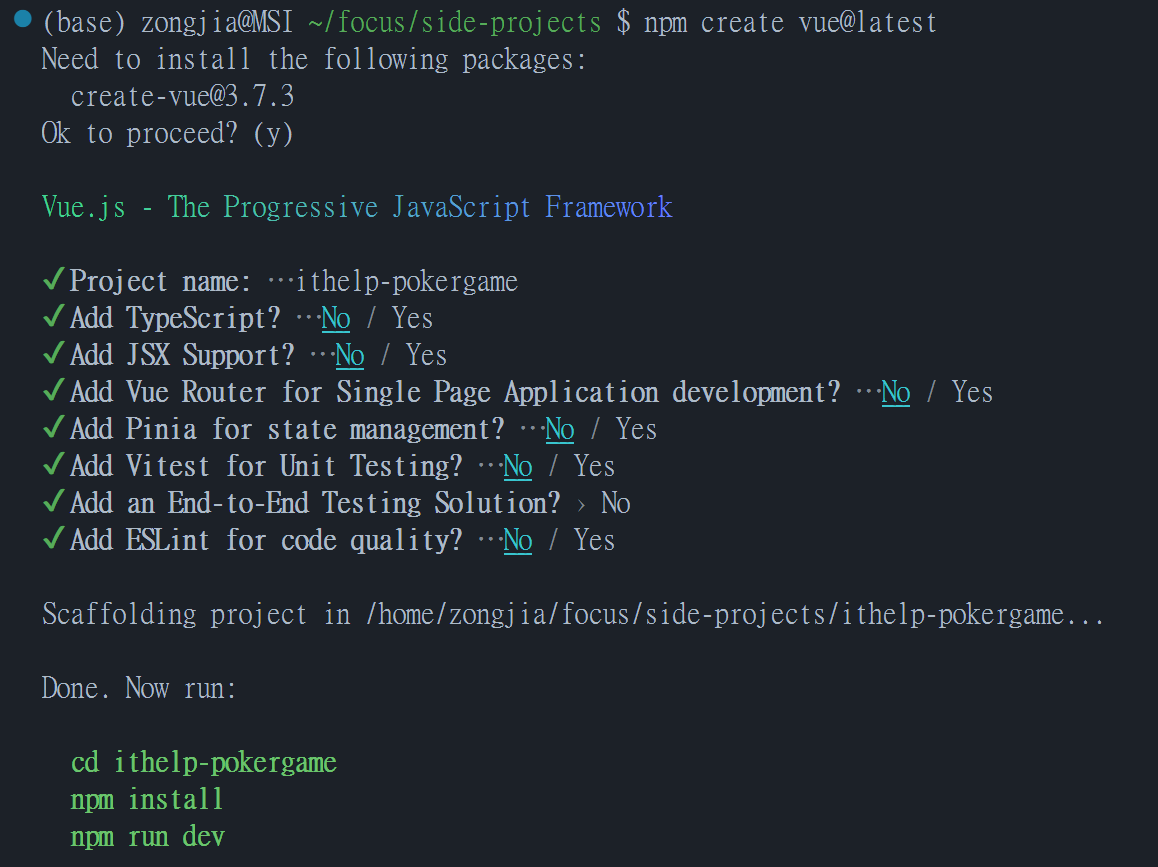 (base) zongjia@MSI ~/focus/side-projects $ npm create vue@latest
Need to install the following packages:
  create-vue@3.7.3
Ok to proceed? (y)
Vue.js - The Progressive JavaScript Framework
✔ Project name: … ithelp-pokergame
✔ Add TypeScript? … No / Yes
✔ Add JSX Support? … No / Yes
✔ Add Vue Router for Single Page Application development? … No / Yes
✔ Add Pinia for state management? … No / Yes
✔ Add Vitest for Unit Testing? … No / Yes
✔ Add an End-to-End Testing Solution? › No
✔ Add ESLint for code quality? … No / Yes
Scaffolding project in /home/zongjia/focus/side-projects/ithelp-pokergame...
Done. Now run:
  cd ithelp-pokergame
  npm install
  npm run dev